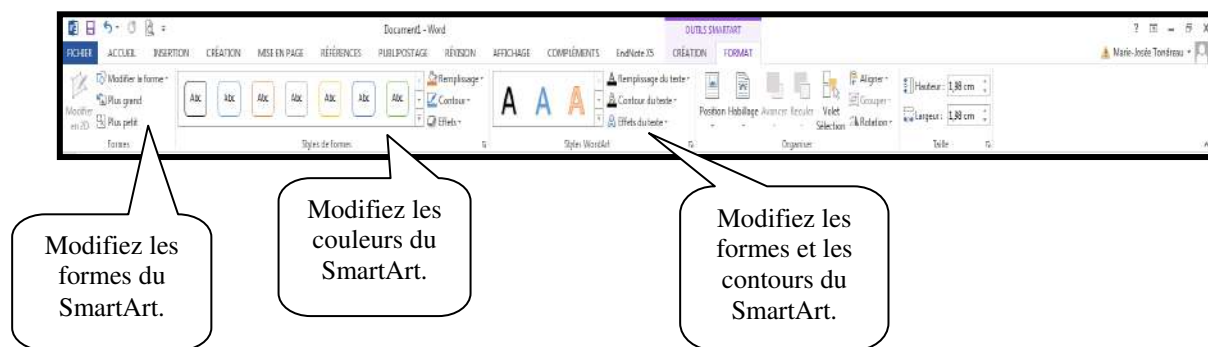 Document1 - Word
OUTILS SMARTART
FICHIER ACCUEIL INSERTION CRÉATION MISE EN PAGE RÉFÉRENCES PUBLIPOSTAGE RÉVISION AFFICHAGE COMPLÉMENTS EndNote X5 CRÉATION FORMAT
Marie-Josée Tondreau
Modifier en 2D
Modifier la forme
Plus grand
Plus petit
Formes
Abc Abc Abc Abc Abc Abc Abc
Remplissage
Contour
Effets
Styles de formes
A A A
Remplissage du texte
Contour du texte
Effets du texte
Styles WordArt
Position Habillage Avancer Reculer Volet Sélection
Aligner
Grouper
Rotation
Organiser
Hauteur : 1,98 cm
Largeur : 1,98 cm
Taille
Modifiez les
formes du
SmartArt.
Modifiez les
couleurs du
SmartArt.
Modifiez les
formes et les
contours du
SmartArt.